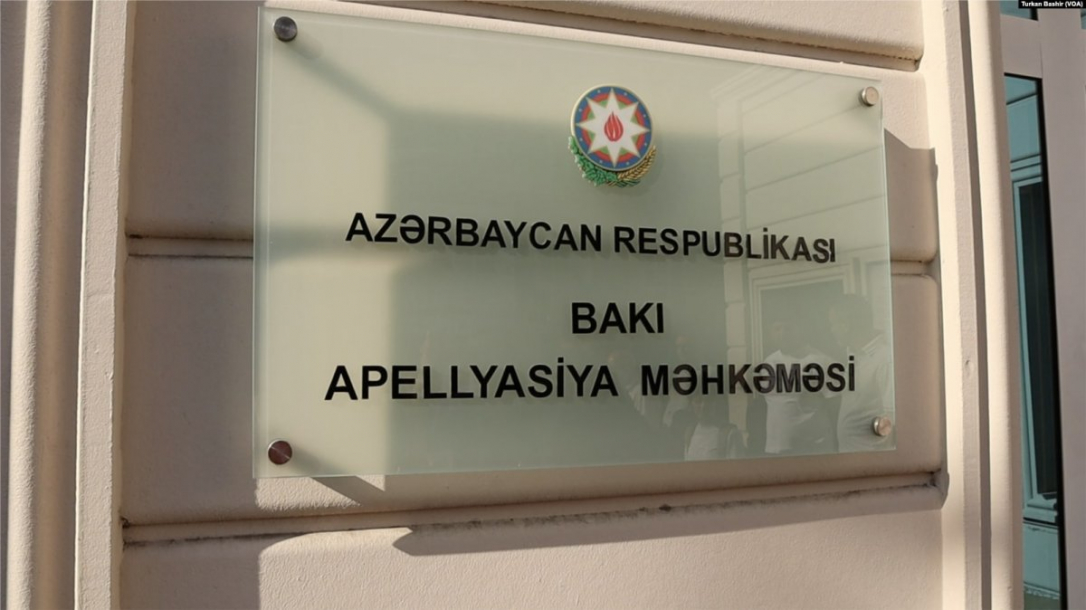 Turkan Bashir (VOA)
AZƏRBAYCAN RESPUBLİKASI
BAKI
APELLYASİYA MƏHKƏMƏSİ